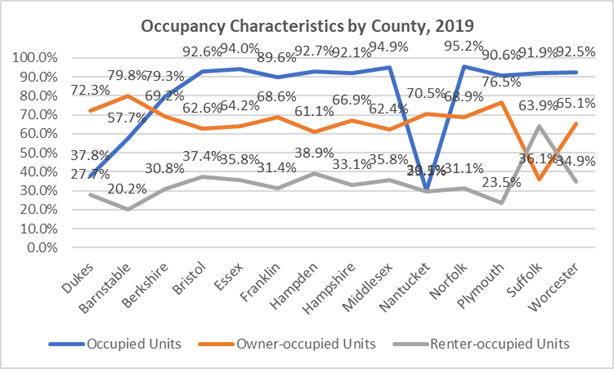 Occupancy Characteristics by County, 2019
100.0%
90.0%
80.0%
70.0%
60.0%
50.0%
40.0%
30.0%
20.0%
10.0%
0.0%
37.8%
57.7%
79.3%
92.6%
94.0%
89.6%
92.7%
92.1%
94.9%
95.2%
90.6%
91.9%
92.5%
72.3%
79.8%
69.2%
62.6%
64.2%
68.6%
61.1%
66.9%
62.4%
70.5%
68.9%
76.5%
36.1%
65.1%
27.7%
20.2%
30.8%
37.4%
35.8%
31.4%
38.9%
33.1%
35.8%
31.1%
23.5%
63.9%
34.9%
Dukes
Barnstable
Berkshire
Bristol
Essex
Franklin
Hampden
Hampshire
Middlesex
Nantucket
Norfolk
Plymouth
Suffolk
Worcester
Occupied Units
Owner-occupied Units
Renter-occupied Units